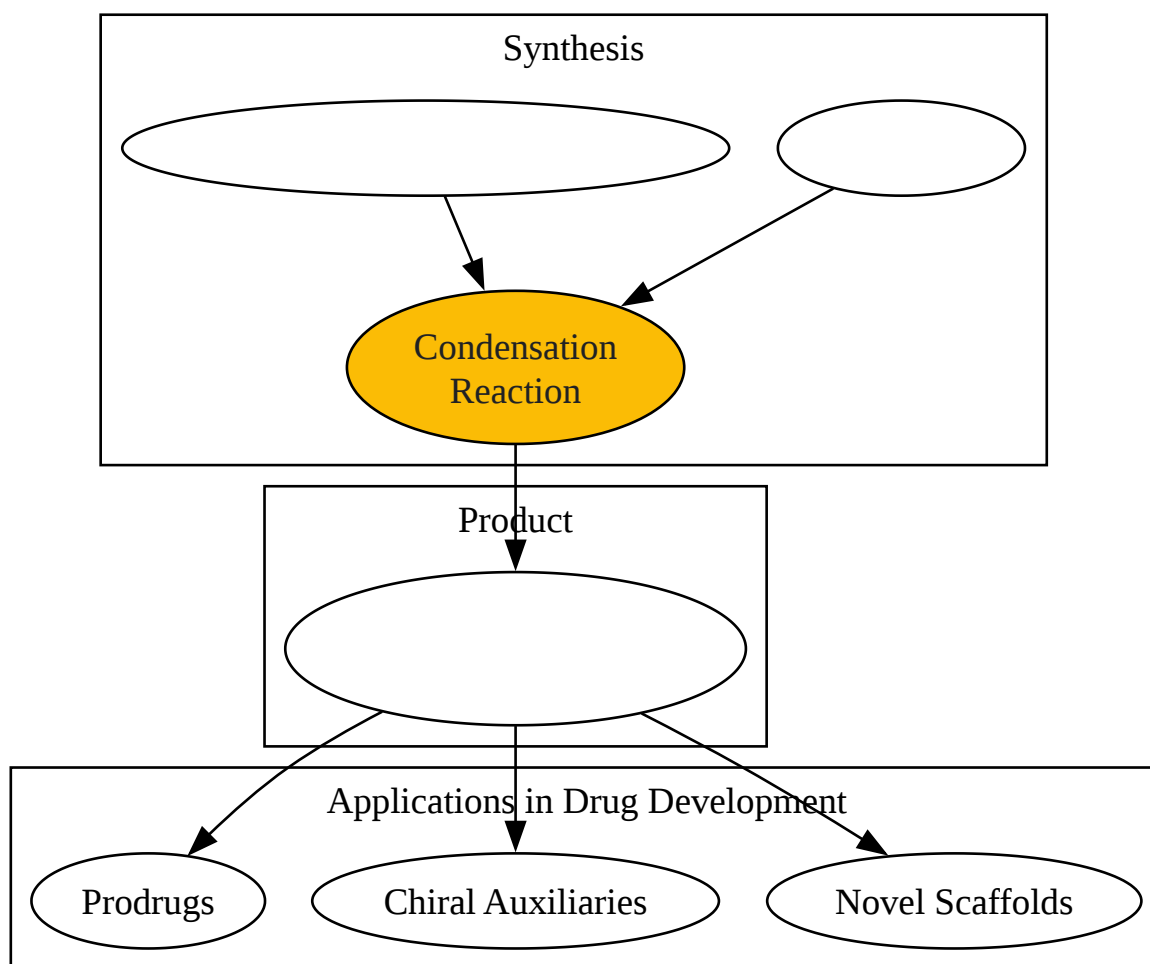 Synthesis
Condensation
Reaction
Product
Applications in Drug Development
Prodrugs
Chiral Auxiliaries
Novel Scaffolds